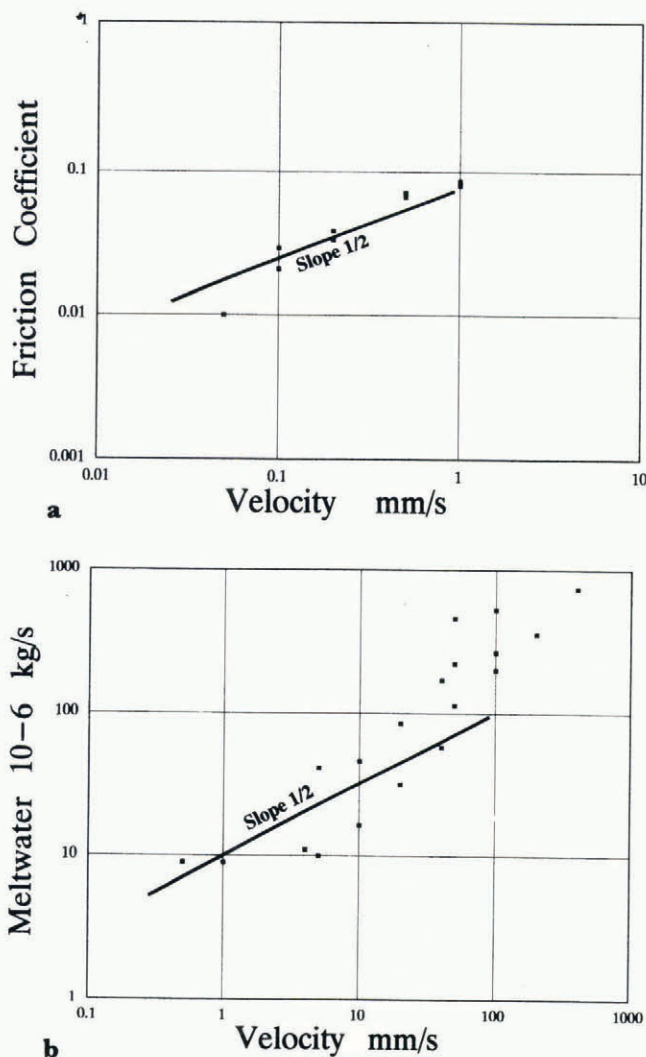 1
Friction Coefficient
0.1
Slope 1/2
0.01
0.001
0.01
0.1
1
10
Velocity mm/s
a
1000
Meltwater 10-6 kg/s
100
Slope 1/2
10
1
0.1
1
10
100
1000
Velocity mm/s
b